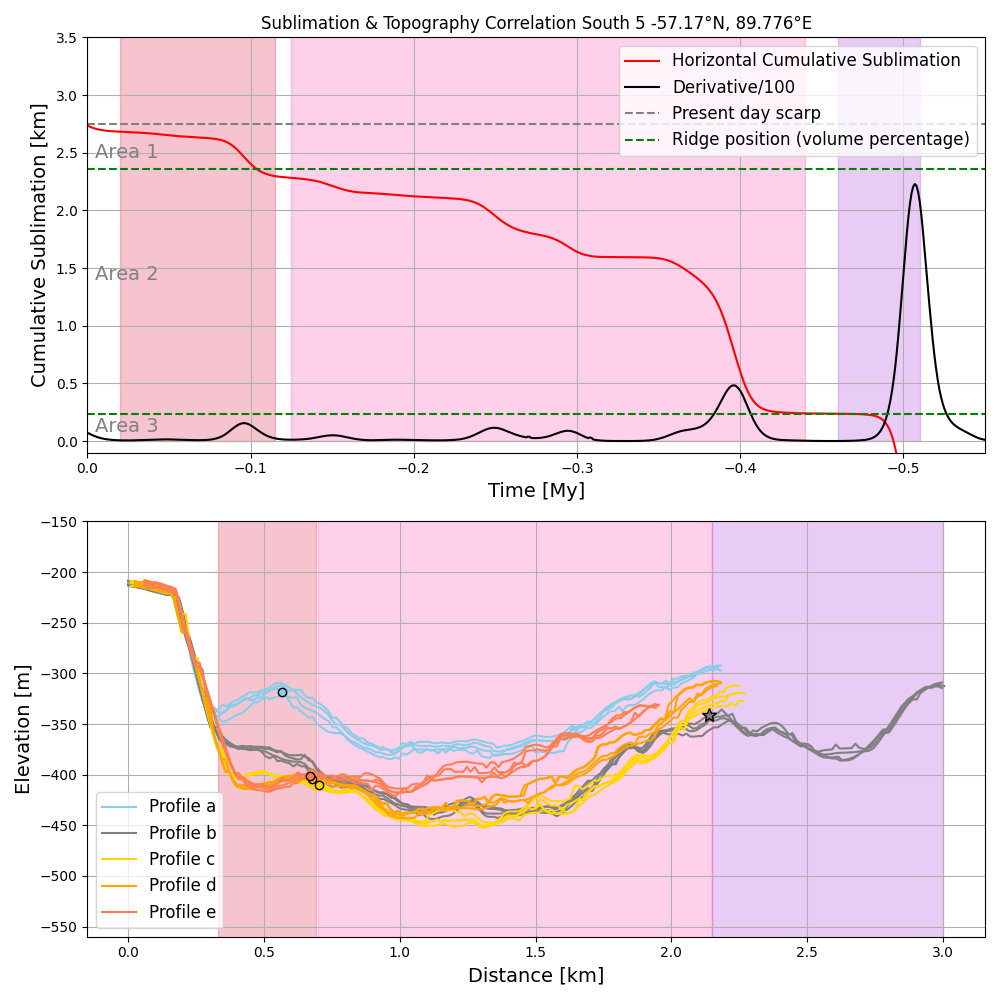 Sublimation & Topography Correlation South 5 -57.17°N, 89.776°E
Cumulative Sublimation [km]
3.5
3.0
2.5
2.0
1.5
1.0
0.5
0.0
Area 1
Area 2
Area 3
Horizontal Cumulative Sublimation
Derivative/100
Present day scarp
Ridge position (volume percentage)
0.0 −0.1 −0.2 −0.3 −0.4 −0.5
Time [My]
Elevation [m]
−150
−200
−250
−300
−350
−400
−450
−500
−550
Profile a
Profile b
Profile c
Profile d
Profile e
0.0 0.5 1.0 1.5 2.0 2.5 3.0
Distance [km]